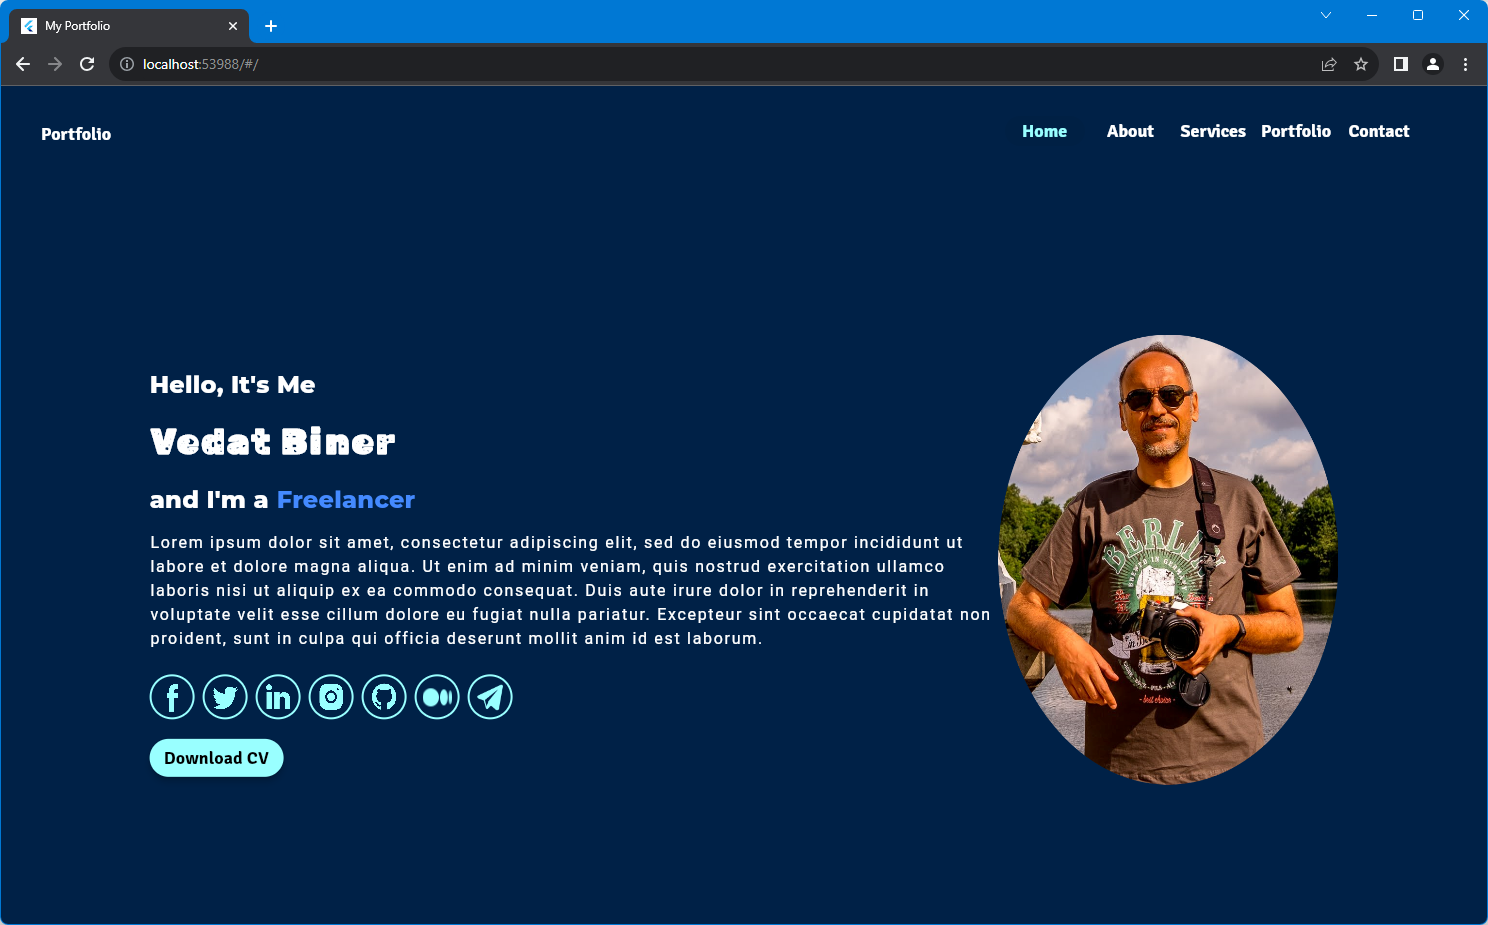 My Portfolio
localhost:53988/#/
Portfolio
Home About Services Portfolio Contact
Hello, It's Me
Vedat Biner
and I'm a Freelancer
Lorem ipsum dolor sit amet, consectetur adipiscing elit, sed do eiusmod tempor incididunt ut
labore et dolore magna aliqua. Ut enim ad minim veniam, quis nostrud exercitation ullamco
laboris nisi ut aliquip ex ea commodo consequat. Duis aute irure dolor in reprehenderit in
voluptate velit esse cillum dolore eu fugiat nulla pariatur. Excepteur sint occaecat cupidatat non
proident, sunt in culpa qui officia deserunt mollit anim id est laborum.
Download CV
BERLIN